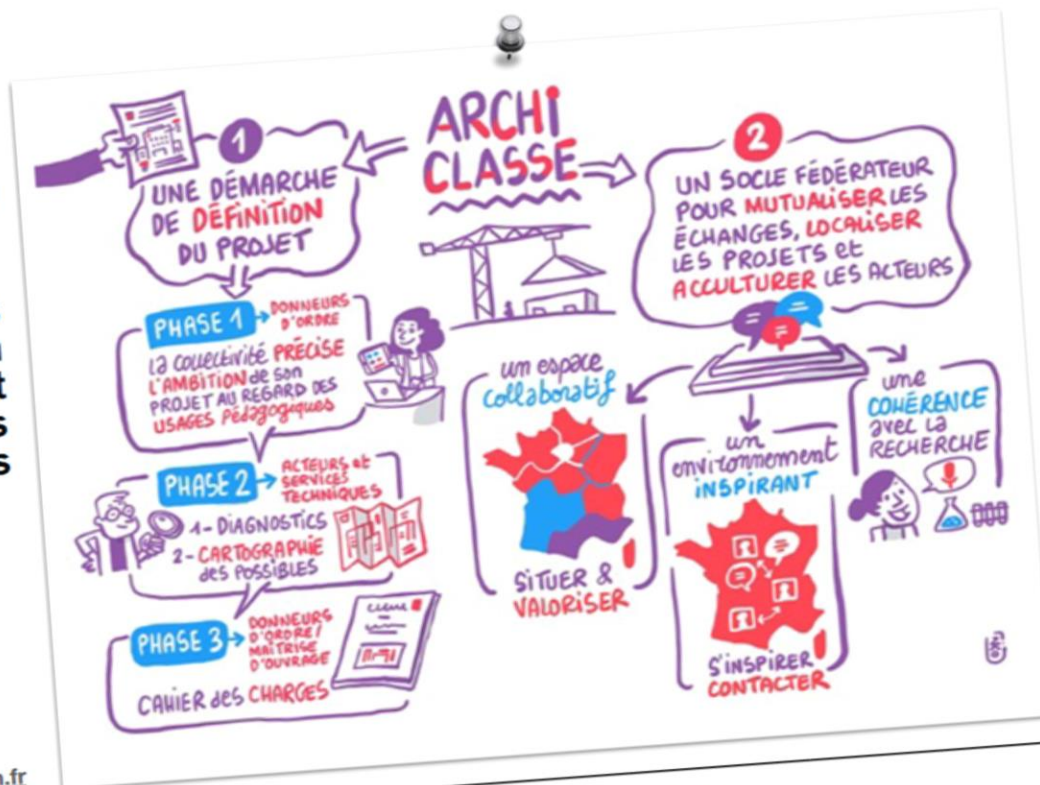 ARCHI
CLASSE
1
UNE DÉMARCHE
DE DÉFINITION
DU PROJET
PHASE 1
DONNEURS
D'ORDRE
la collectivité PRÉCISE
L'AMBITION de son
PROJET AU REGARD DES
USAGES Pédagogiques
PHASE 2
ACTEURS et
SERVICES
TECHNIQUES
1- DIAGNOSTICS
2- CARTOGRAPHIE
des POSSIBLES
PHASE 3
DONNEURS
D'ORDRE/
MAÎTRISE
D'OUVRAGE
CAHIER des CHARGES
2
UN SOCLE FÉDÉRATEUR
POUR MUTUALISER LES
ÉCHANGES, LOCALISER
LES PROJETS et
ACCULTURER LES ACTEURS
un espace
collaboratif
SITUER &
VALORISER
un
environnement
INSPIRANT
S'INSPIRER
CONTACTER
une
COHÉRENCE
avec la
RECHERCHE
t
s
s
.fr